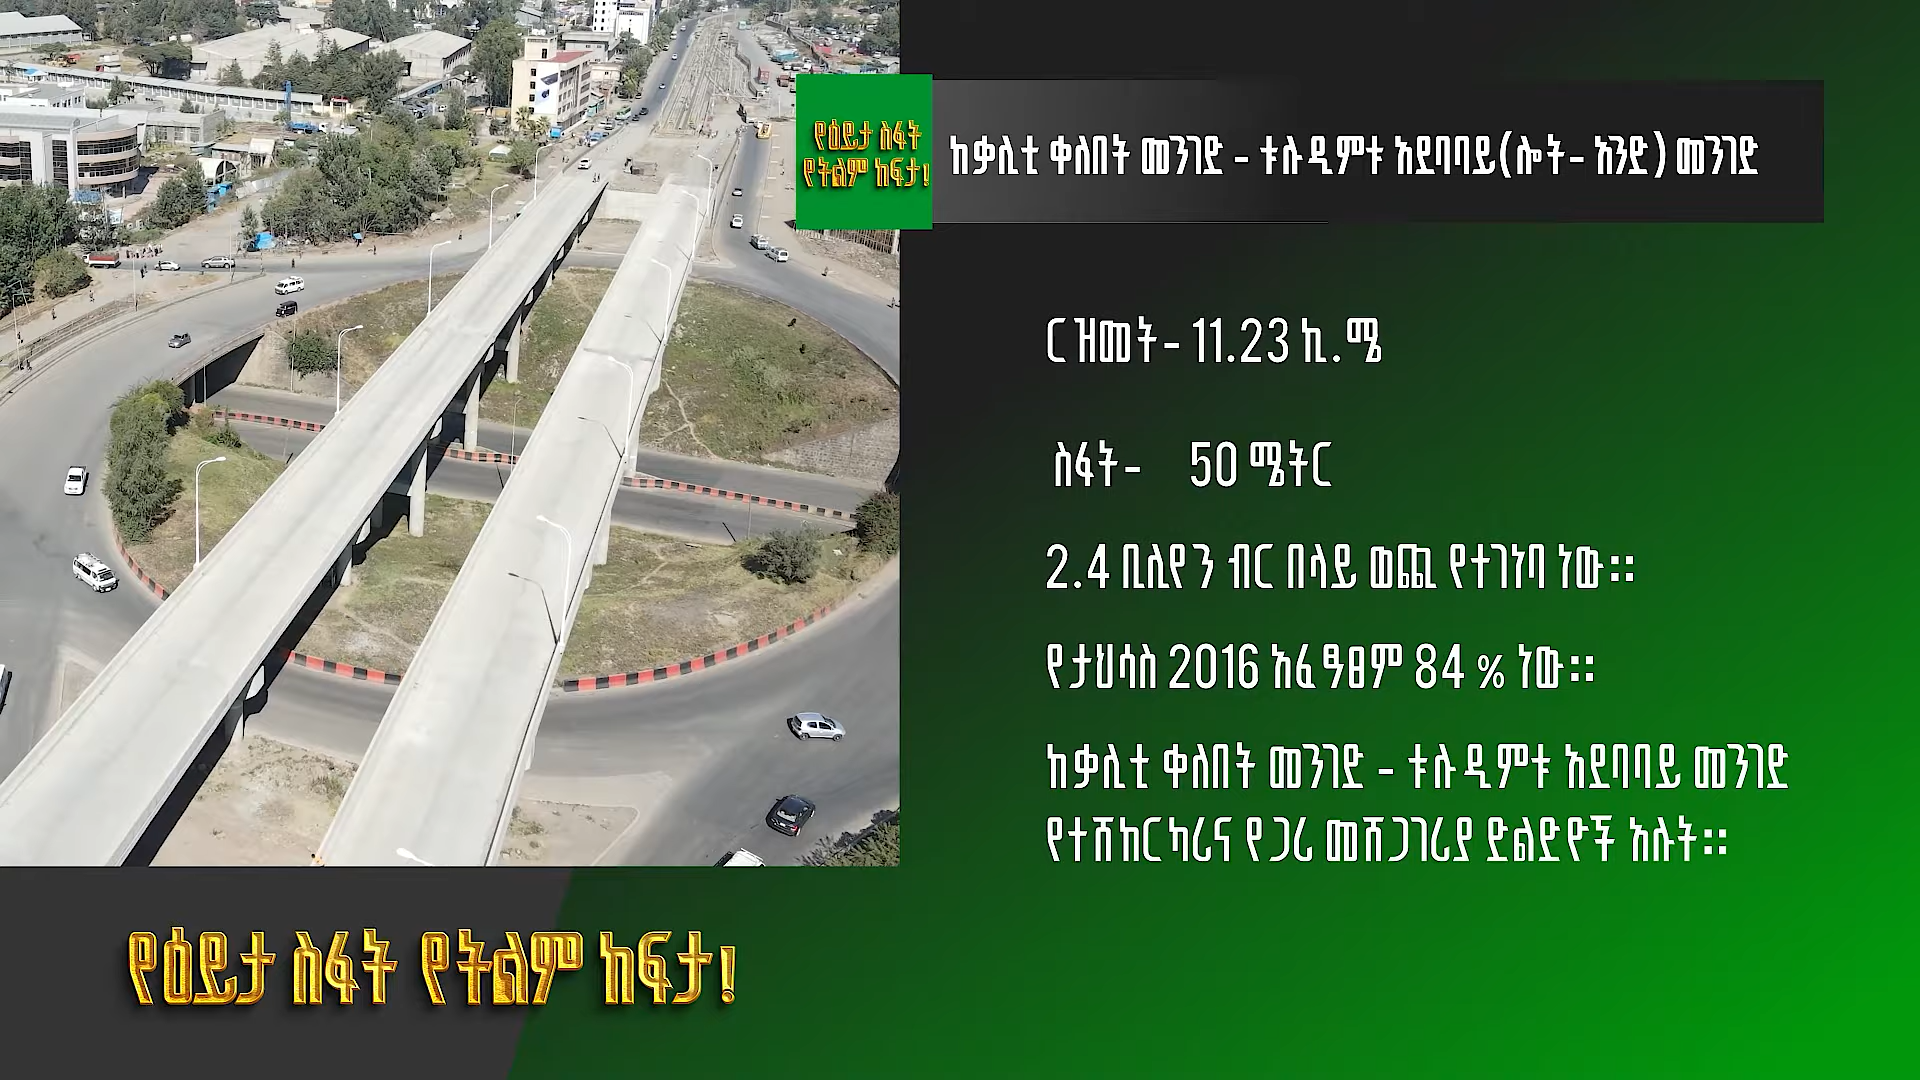 የዕይታ ስፋት
የትልም ከፍታ!
ከቃሊቲ ቀለበት መንገድ - ቱሉዲምቱ አደባባይ(ሎት- አንድ) መንገድ
ርዝመት- 11.23 ኪ.ሜ
ስፋት- 50 ሜትር
2.4 ቢሊየን ብር በላይ ወጪ የተገነባ ነው።
የታህሳስ 2016 አፈዓፀም 84 % ነው።
ከቃሊቲ ቀለበት መንገድ - ቱሉዲምቱ አደባባይ መንገድ
የተሽከርካሪና የጋሪ መሸጋገሪያ ድልድዮች አሉት።
የዕይታ ስፋት የትልም ከፍታ!